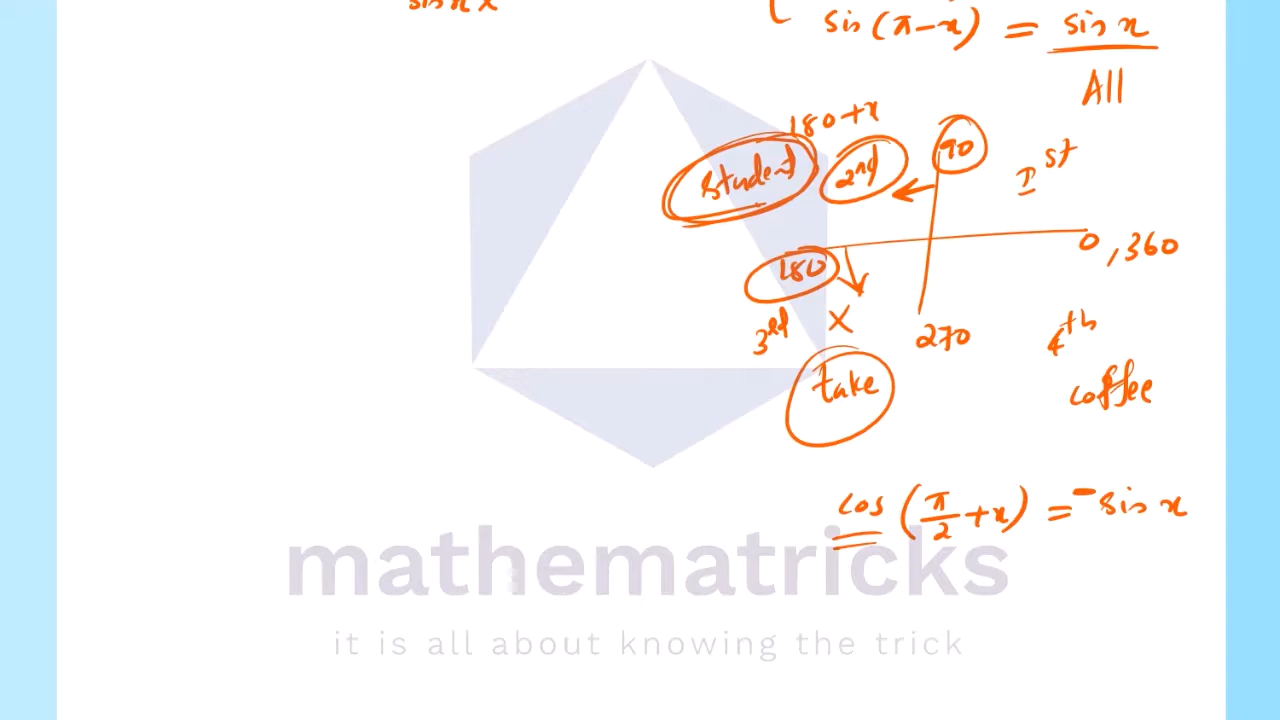 sin x x
sin(π-x) = sin x
All
180+x
student 2nd 90 Ist
180 0, 360
3rd X 270 4th
take coffee
cos(π/2+x) = -sin x
mathematricks
it is all about knowing the trick